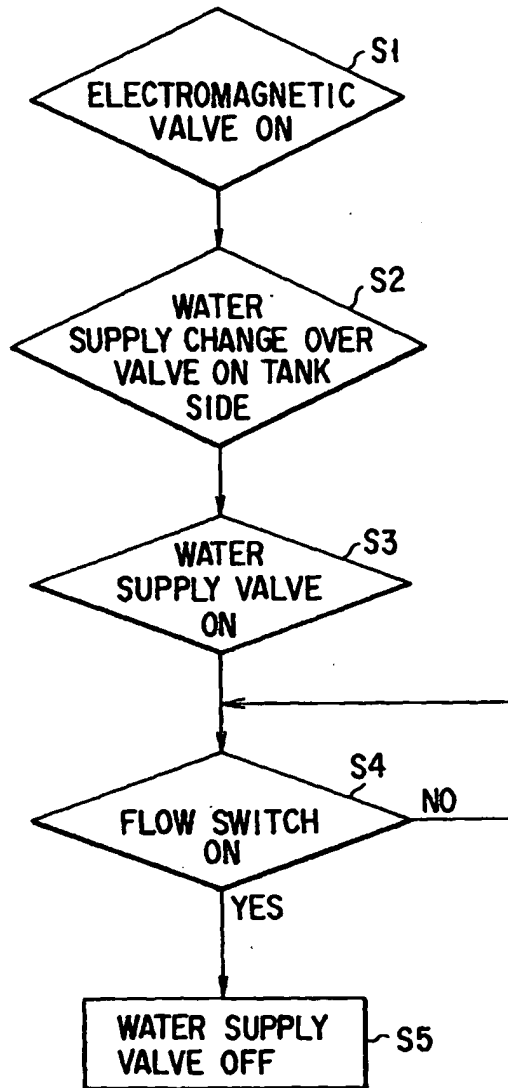 S1
ELECTROMAGNETIC
VALVE ON
S2
WATER
SUPPLY CHANGE OVER
VALVE ON TANK
SIDE
S3
WATER
SUPPLY VALVE
ON
S4
FLOW SWITCH
ON
NO
YES
WATER SUPPLY
VALVE OFF
S5